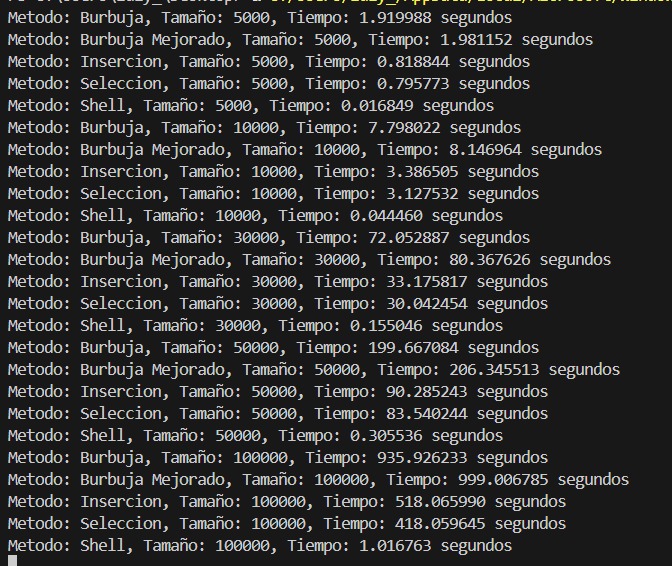 Metodo: Burbuja, Tamaño: 5000, Tiempo: 1.919988 segundos
Metodo: Burbuja Mejorado, Tamaño: 5000, Tiempo: 1.981152 segundos
Metodo: Insercion, Tamaño: 5000, Tiempo: 0.818844 segundos
Metodo: Seleccion, Tamaño: 5000, Tiempo: 0.795773 segundos
Metodo: Shell, Tamaño: 5000, Tiempo: 0.016849 segundos
Metodo: Burbuja, Tamaño: 10000, Tiempo: 7.798022 segundos
Metodo: Burbuja Mejorado, Tamaño: 10000, Tiempo: 8.146964 segundos
Metodo: Insercion, Tamaño: 10000, Tiempo: 3.386505 segundos
Metodo: Seleccion, Tamaño: 10000, Tiempo: 3.127532 segundos
Metodo: Shell, Tamaño: 10000, Tiempo: 0.044460 segundos
Metodo: Burbuja, Tamaño: 30000, Tiempo: 72.052887 segundos
Metodo: Burbuja Mejorado, Tamaño: 30000, Tiempo: 80.367626 segundos
Metodo: Insercion, Tamaño: 30000, Tiempo: 33.175817 segundos
Metodo: Seleccion, Tamaño: 30000, Tiempo: 30.042454 segundos
Metodo: Shell, Tamaño: 30000, Tiempo: 0.155046 segundos
Metodo: Burbuja, Tamaño: 50000, Tiempo: 199.667084 segundos
Metodo: Burbuja Mejorado, Tamaño: 50000, Tiempo: 206.345513 segundos
Metodo: Insercion, Tamaño: 50000, Tiempo: 90.285243 segundos
Metodo: Seleccion, Tamaño: 50000, Tiempo: 83.540244 segundos
Metodo: Shell, Tamaño: 50000, Tiempo: 0.305536 segundos
Metodo: Burbuja, Tamaño: 100000, Tiempo: 935.926233 segundos
Metodo: Burbuja Mejorado, Tamaño: 100000, Tiempo: 999.006785 segundos
Metodo: Insercion, Tamaño: 100000, Tiempo: 518.065990 segundos
Metodo: Seleccion, Tamaño: 100000, Tiempo: 418.059645 segundos
Metodo: Shell, Tamaño: 100000, Tiempo: 1.016763 segundos